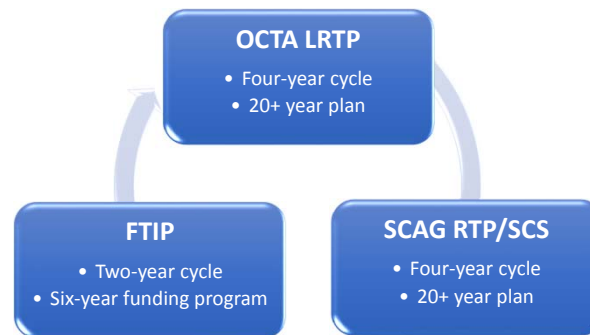 OCTA LRTP
• Four-year cycle
• 20+ year plan
FTIP
• Two-year cycle
• Six-year funding program
SCAG RTP/SCS
• Four-year cycle
• 20+ year plan